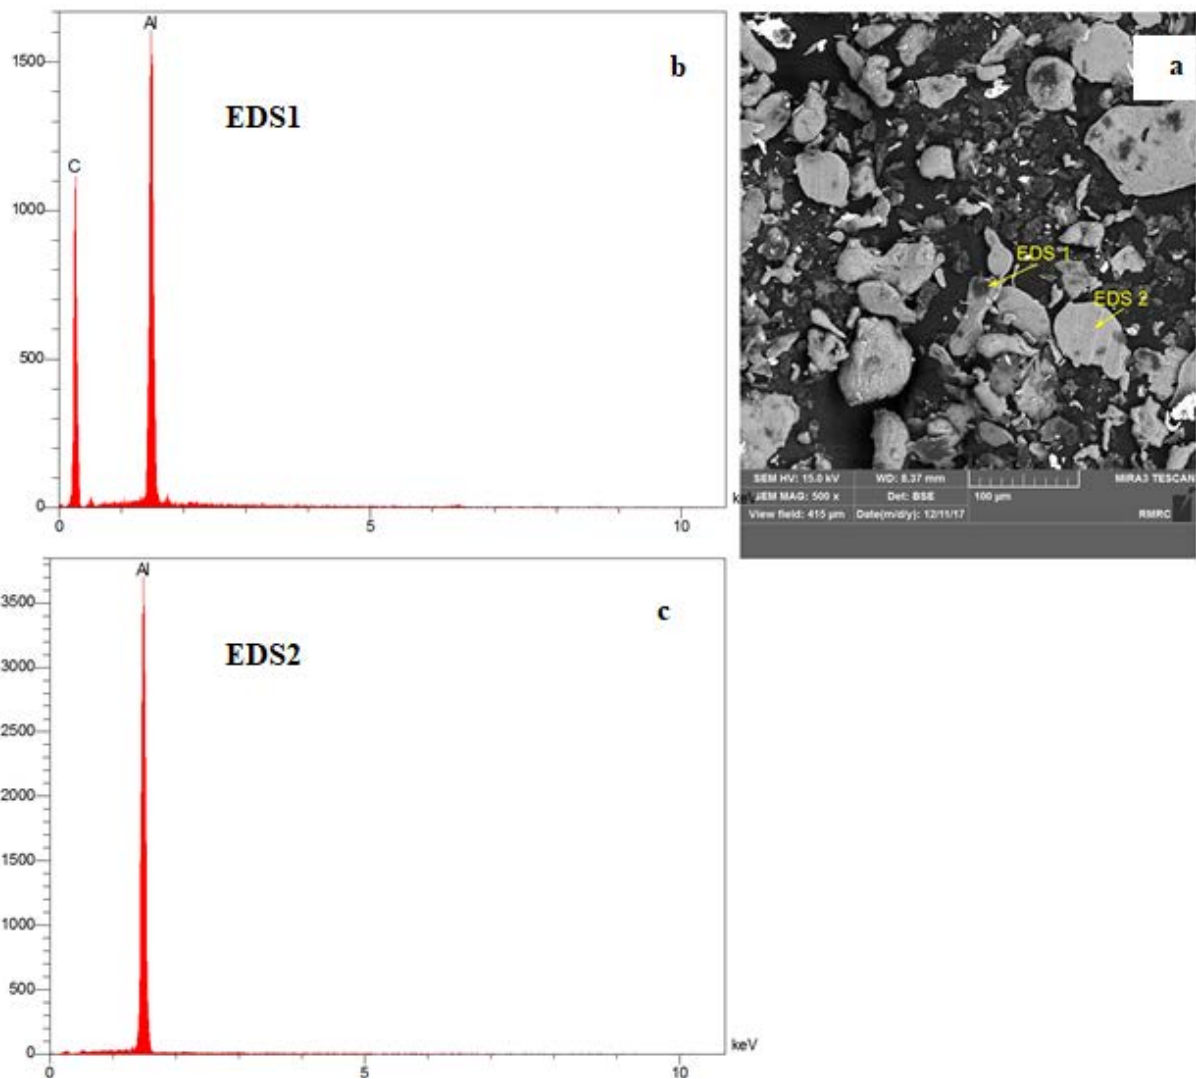 Al
1500
b
EDS1
C
1000
500
0
keV
0
5
10
a
EDS 1
EDS 2
SEM HV: 15.0 kV
WD: 8.37 mm
MIRA3 TESCAN
SEM MAG: 500 x
Det: BSE
100 µm
View field: 415 µm
Date(m/d/y): 12/11/17
RMRC
Al
3500
c
EDS2
3000
2500
2000
1500
1000
500
0
keV
0
5
10